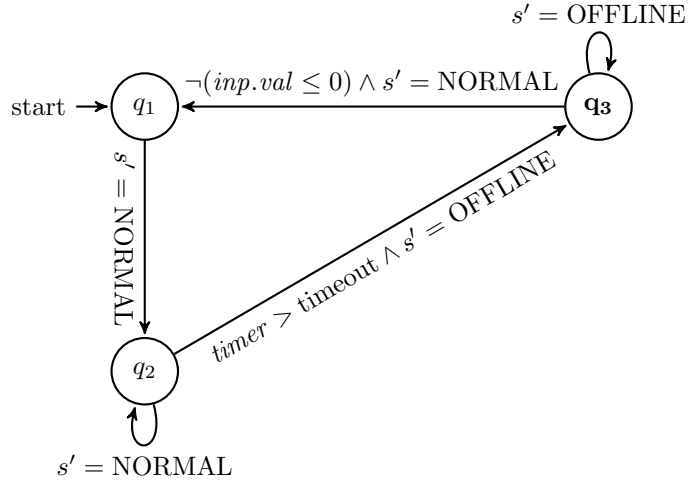 s′ = OFFLINE
¬(inp.val ≤ 0) ∧ s′ = NORMAL
start
q₁
q₃
s′ = NORMAL
timer > timeout ∧ s′ = OFFLINE
q₂
s′ = NORMAL